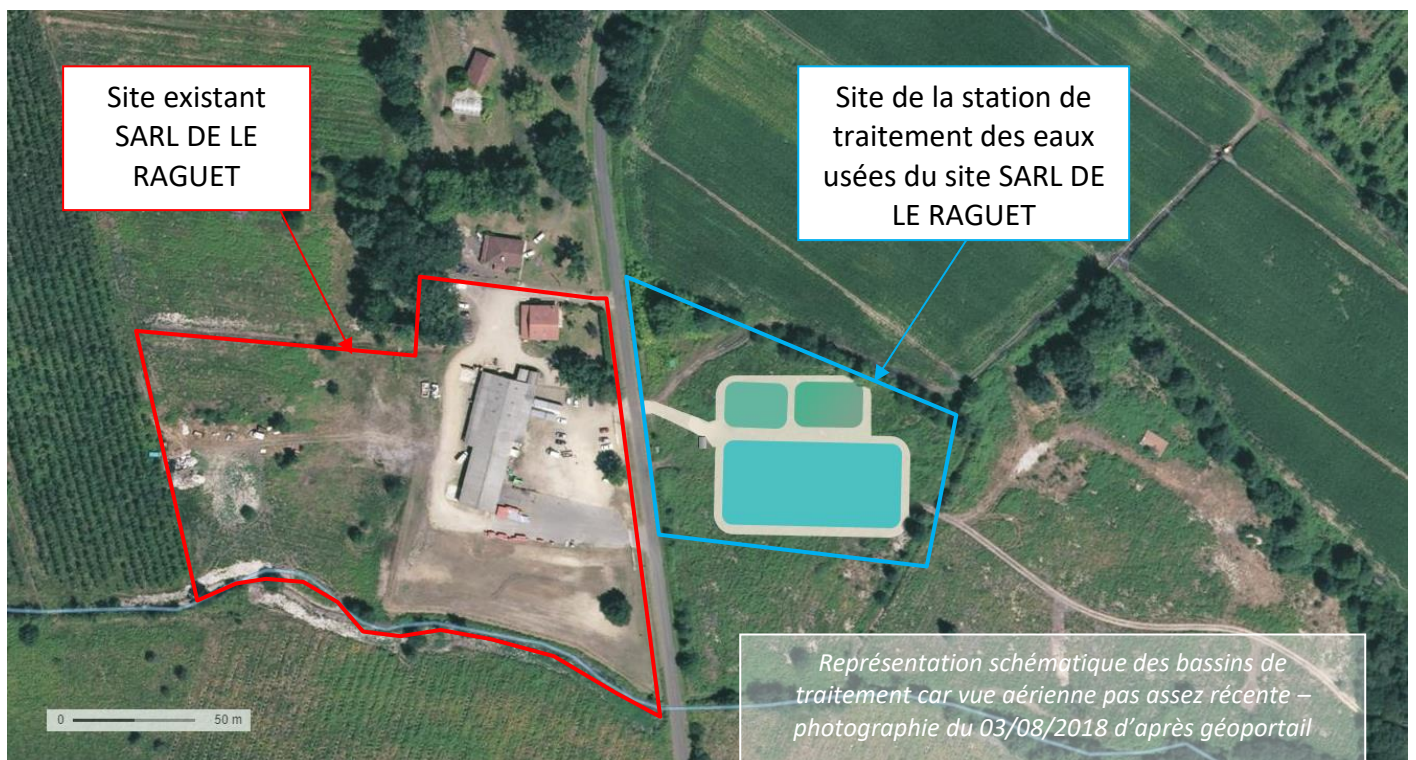 Site existant
SARL DE LE
RAGUET
Site de la station de
traitement des eaux
usées du site SARL DE
LE RAGUET
Représentation schématique des bassins de
traitement car vue aérienne pas assez récente –
photographie du 03/08/2018 d’après géoportail
0 50 m